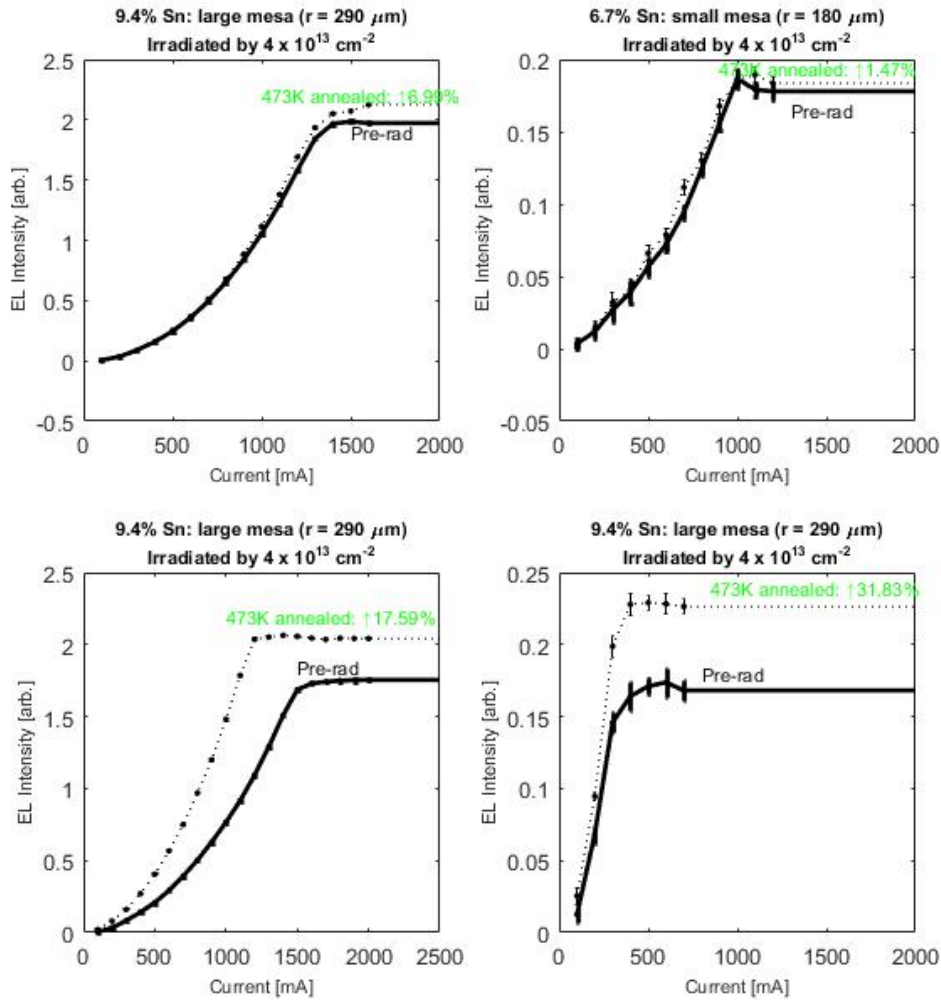 9.4% Sn: large mesa (r = 290 μm)
Irradiated by 4 x 10¹³ cm⁻²
2.5
2
1.5
1
0.5
0
-0.5
EL Intensity [arb.]
473K annealed: ↑6.99%
Pre-rad
0 500 1000 1500 2000
Current [mA]
6.7% Sn: small mesa (r = 180 μm)
Irradiated by 4 x 10¹³ cm⁻²
0.2
0.15
0.1
0.05
0
-0.05
EL Intensity [arb.]
473K annealed: ↑1.47%
Pre-rad
0 500 1000 1500 2000
Current [mA]
9.4% Sn: large mesa (r = 290 μm)
Irradiated by 4 x 10¹³ cm⁻²
2.5
2
1.5
1
0.5
0
EL Intensity [arb.]
473K annealed: ↑17.59%
Pre-rad
0 500 1000 1500 2000 2500
Current [mA]
9.4% Sn: large mesa (r = 290 μm)
Irradiated by 4 x 10¹³ cm⁻²
0.25
0.2
0.15
0.1
0.05
0
EL Intensity [arb.]
473K annealed: ↑31.83%
Pre-rad
0 500 1000 1500 2000
Current [mA]